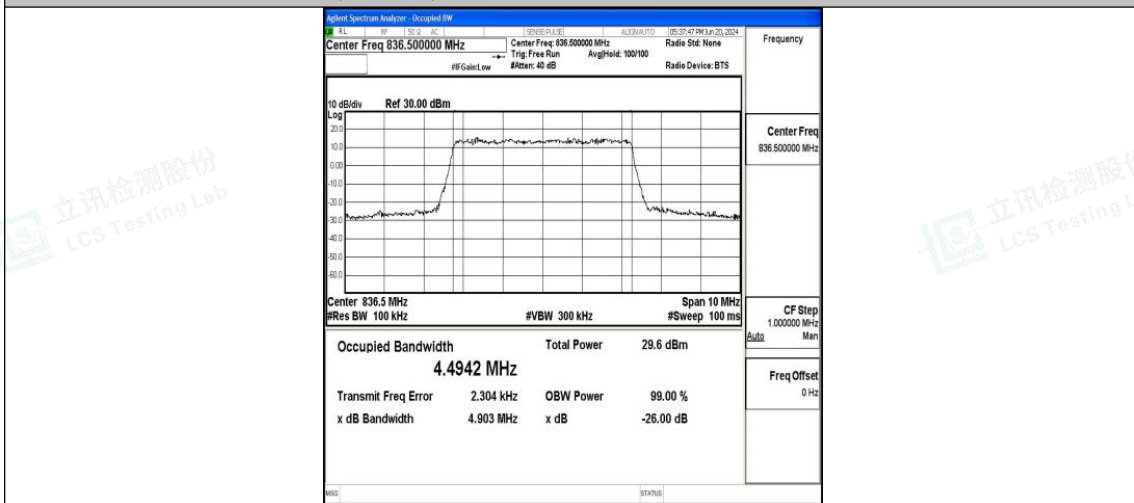 Agilent Spectrum Analyzer - Occupied BW
RL RF 50 Ω AC SENSE:PULSE ALIGNAUTO 05:37:47 PM Jun 20, 2024
Center Freq 836.500000 MHz
Center Freq: 836.500000 MHz Radio Std: None
Trig: Free Run Avg|Hold: 100/100
#IFGain:Low #Atten: 40 dB Radio Device: BTS
Frequency
10 dB/div Ref 30.00 dBm
Log
20.0
10.0
0.00
-10.0
-20.0
-30.0
-40.0
-50.0
-60.0
Center 836.5 MHz Span 10 MHz
#Res BW 100 kHz #VBW 300 kHz #Sweep 100 ms
Occupied Bandwidth Total Power 29.6 dBm
4.4942 MHz
Transmit Freq Error 2.304 kHz OBW Power 99.00 %
x dB Bandwidth 4.903 MHz x dB -26.00 dB
Center Freq
836.500000 MHz
CF Step
1.000000 MHz
Auto Man
Freq Offset
0 Hz
MSG STATUS
立讯检测股份
LCS Testing Lab
立讯检测股份
LCS Testing L